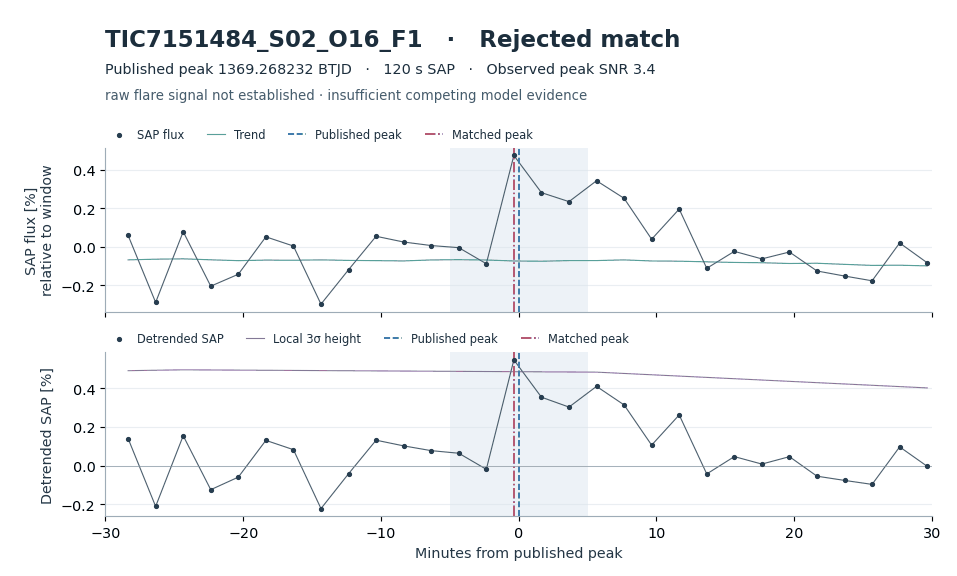 TIC7151484_S02_O16_F1 · Rejected match
Published peak 1369.268232 BTJD · 120 s SAP · Observed peak SNR 3.4
raw flare signal not established · insufficient competing model evidence
SAP flux Trend Published peak Matched peak
SAP flux [%]
relative to window
0.4
0.2
0.0
−0.2
Detrended SAP Local 3σ height Published peak Matched peak
Detrended SAP [%]
0.4
0.2
0.0
−0.2
−30 −20 −10 0 10 20 30
Minutes from published peak